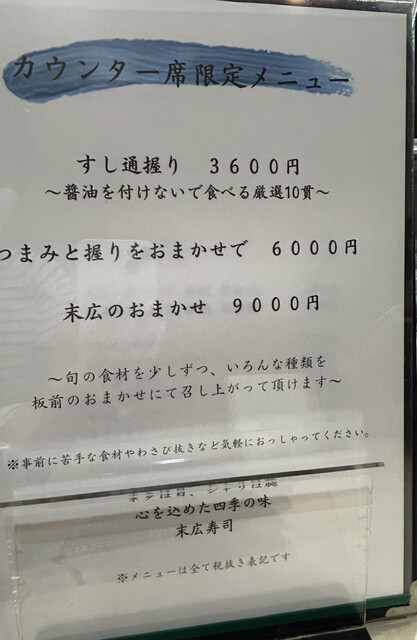 カウンター席限定メニュー
すし通握り 3600円
～醤油を付けないで食べる厳選10貫～
つまみと握りをおまかせで 6000円
末広のおまかせ 9000円
～旬の食材を少しずつ、いろんな種類を
板前のおまかせにて召し上がって頂けます～
※事前に苦手な食材やわさび抜きなど気軽におっしゃってください。
心を込めた四季の味
末広寿司
※メニューは全て税抜き表記です